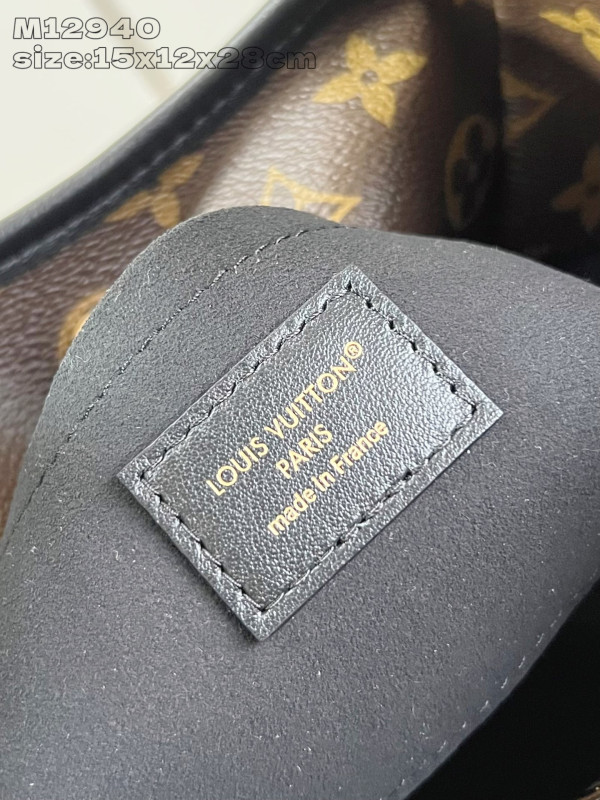 M12940
size:15x12x28cm
LOUIS VUITTON®
PARIS
made in France